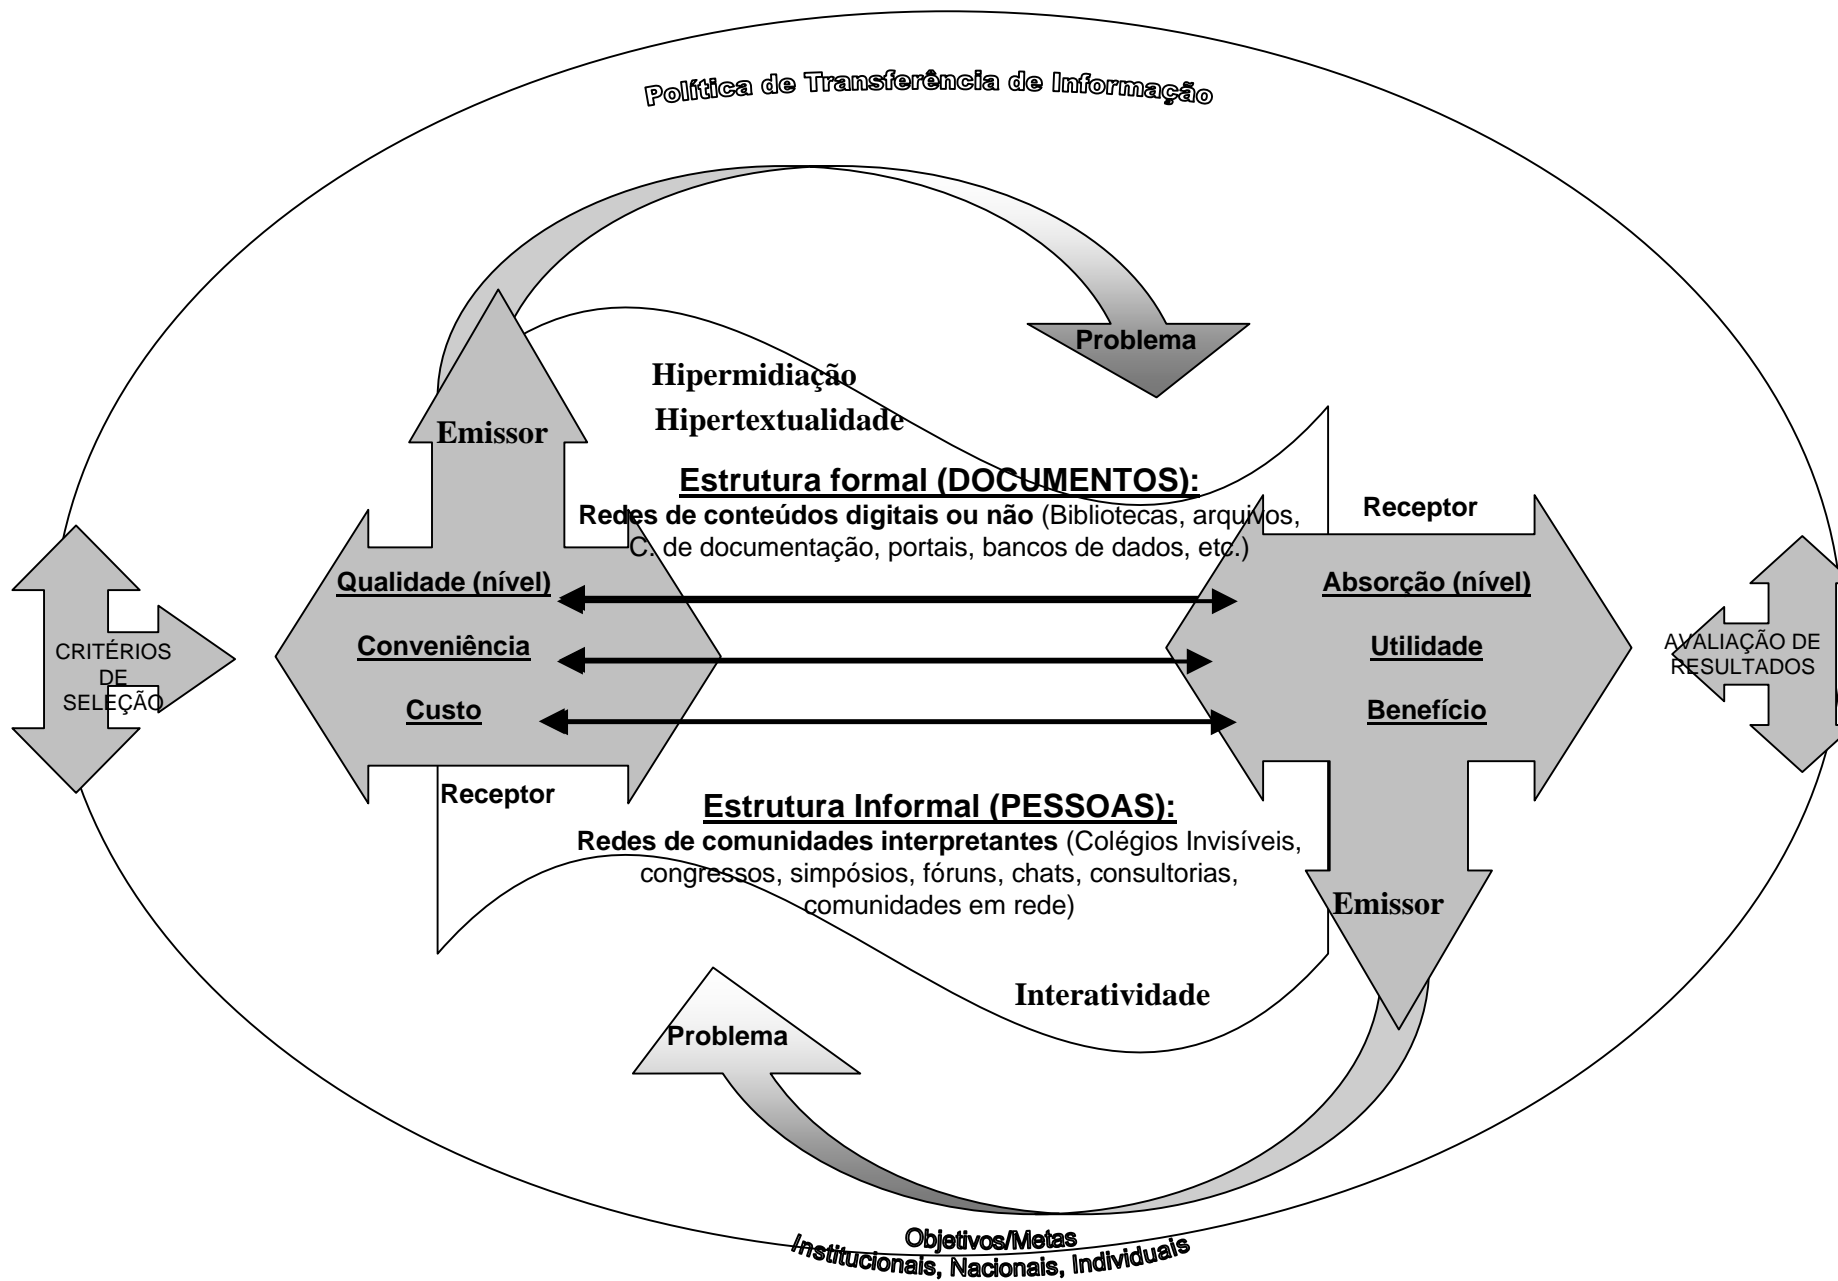 Política de Transferência de Informação
Problema
Hipermidiação
Hipertextualidade
Emissor
Estrutura formal (DOCUMENTOS):
Redes de conteúdos digitais ou não (Bibliotecas, arquivos,
C. de documentação, portais, bancos de dados, etc.)
Receptor
Qualidade (nível)
Conveniência
Custo
Absorção (nível)
Utilidade
Benefício
CRITÉRIOS
DE
SELEÇÃO
AVALIAÇÃO DE
RESULTADOS
Receptor
Estrutura Informal (PESSOAS):
Redes de comunidades interpretantes (Colégios Invisíveis,
congressos, simpósios, fóruns, chats, consultorias,
comunidades em rede)
Emissor
Interatividade
Problema
Objetivos/Metas
Institucionais, Nacionais, Individuais